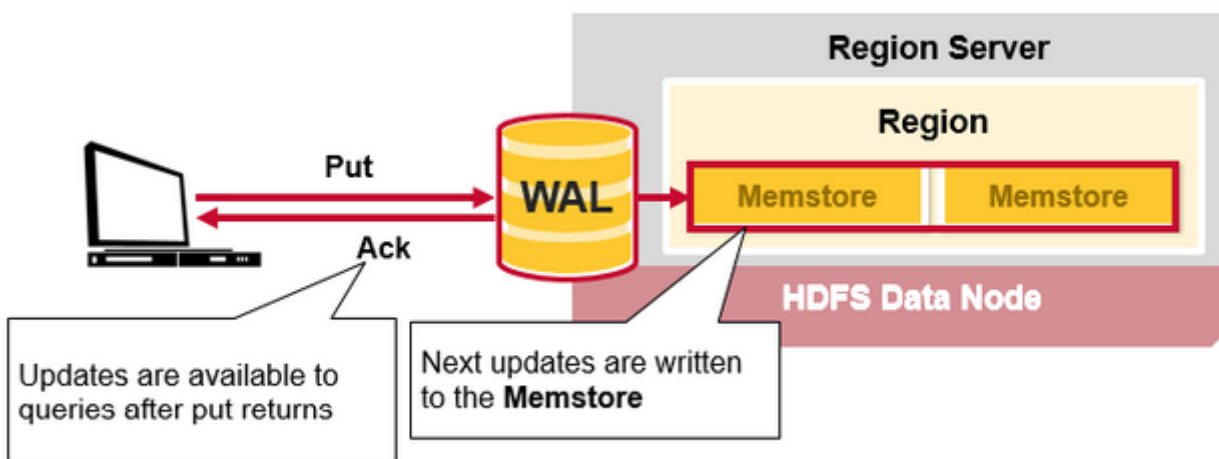 Region Server
Region
Put
WAL
Memstore
Memstore
Ack
HDFS Data Node
Updates are available to
queries after put returns
Next updates are written
to the Memstore